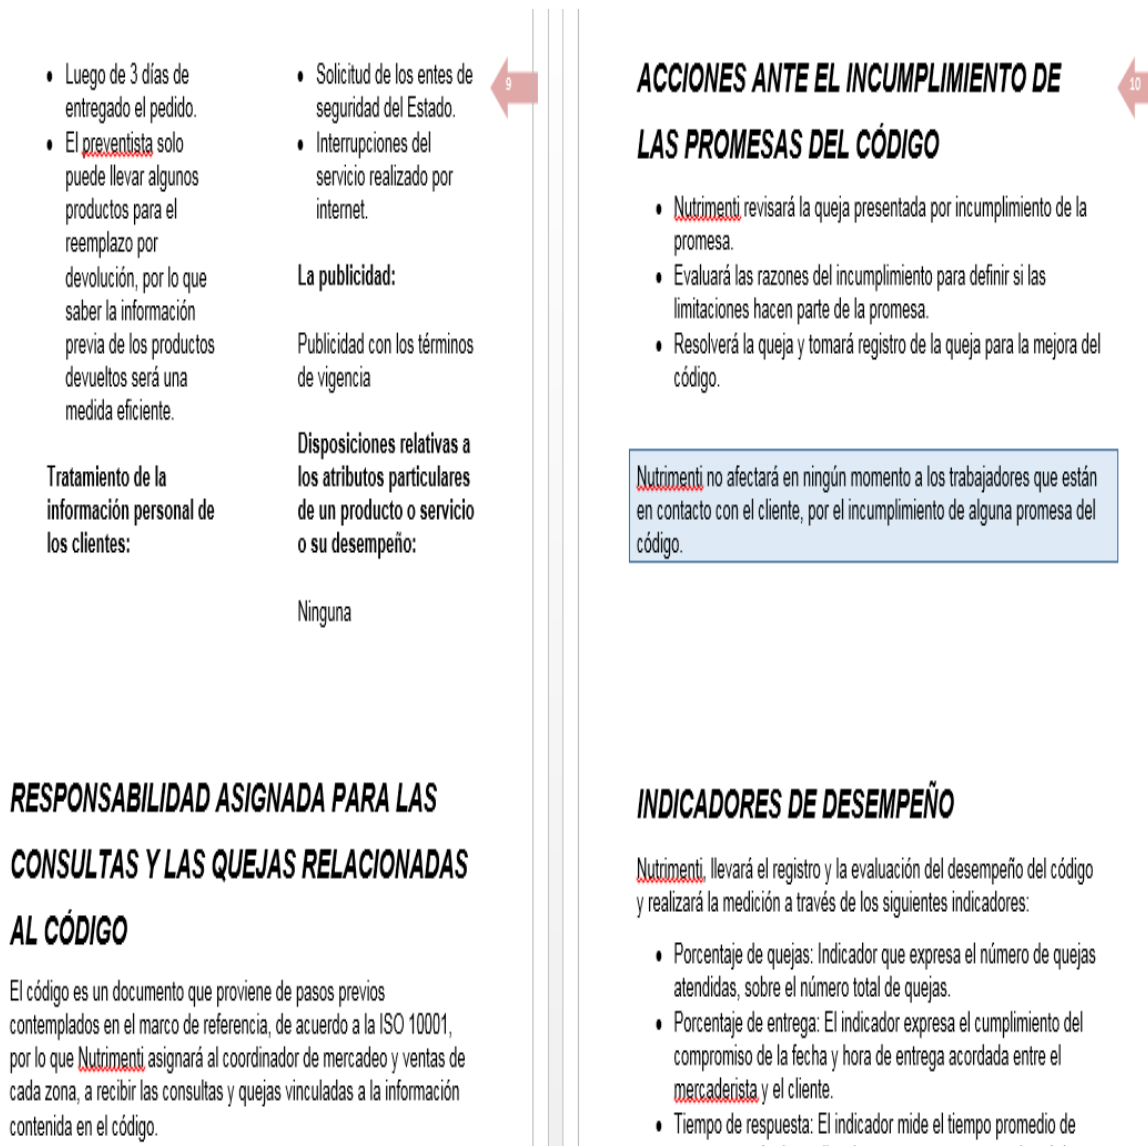 Luego de 3 días de
entregado el pedido.
El preventista solo
puede llevar algunos
productos para el
reemplazo por
devolución, por lo que
saber la información
previa de los productos
devueltos será una
medida eficiente.
Tratamiento de la
información personal de
los clientes:
Solicitud de los entes de
seguridad del Estado.
Interrupciones del
servicio realizado por
internet.
La publicidad:
Publicidad con los términos
de vigencia
Disposiciones relativas a
los atributos particulares
de un producto o servicio
o su desempeño:
Ninguna
9
RESPONSABILIDAD ASIGNADA PARA LAS
CONSULTAS Y LAS QUEJAS RELACIONADAS
AL CÓDIGO
El código es un documento que proviene de pasos previos
contemplados en el marco de referencia, de acuerdo a la ISO 10001,
por lo que Nutrimenti asignará al coordinador de mercadeo y ventas de
cada zona, a recibir las consultas y quejas vinculadas a la información
contenida en el código.
ACCIONES ANTE EL INCUMPLIMIENTO DE
LAS PROMESAS DEL CÓDIGO
10
Nutrimenti revisará la queja presentada por incumplimiento de la
promesa.
Evaluará las razones del incumplimiento para definir si las
limitaciones hacen parte de la promesa.
Resolverá la queja y tomará registro de la queja para la mejora del
código.
Nutrimenti no afectará en ningún momento a los trabajadores que están
en contacto con el cliente, por el incumplimiento de alguna promesa del
código.
INDICADORES DE DESEMPEÑO
Nutrimenti, llevará el registro y la evaluación del desempeño del código
y realizará la medición a través de los siguientes indicadores:
Porcentaje de quejas: Indicador que expresa el número de quejas
atendidas, sobre el número total de quejas.
Porcentaje de entrega: El indicador expresa el cumplimiento del
compromiso de la fecha y hora de entrega acordada entre el
mercaderista y el cliente.
Tiempo de respuesta: El indicador mide el tiempo promedio de